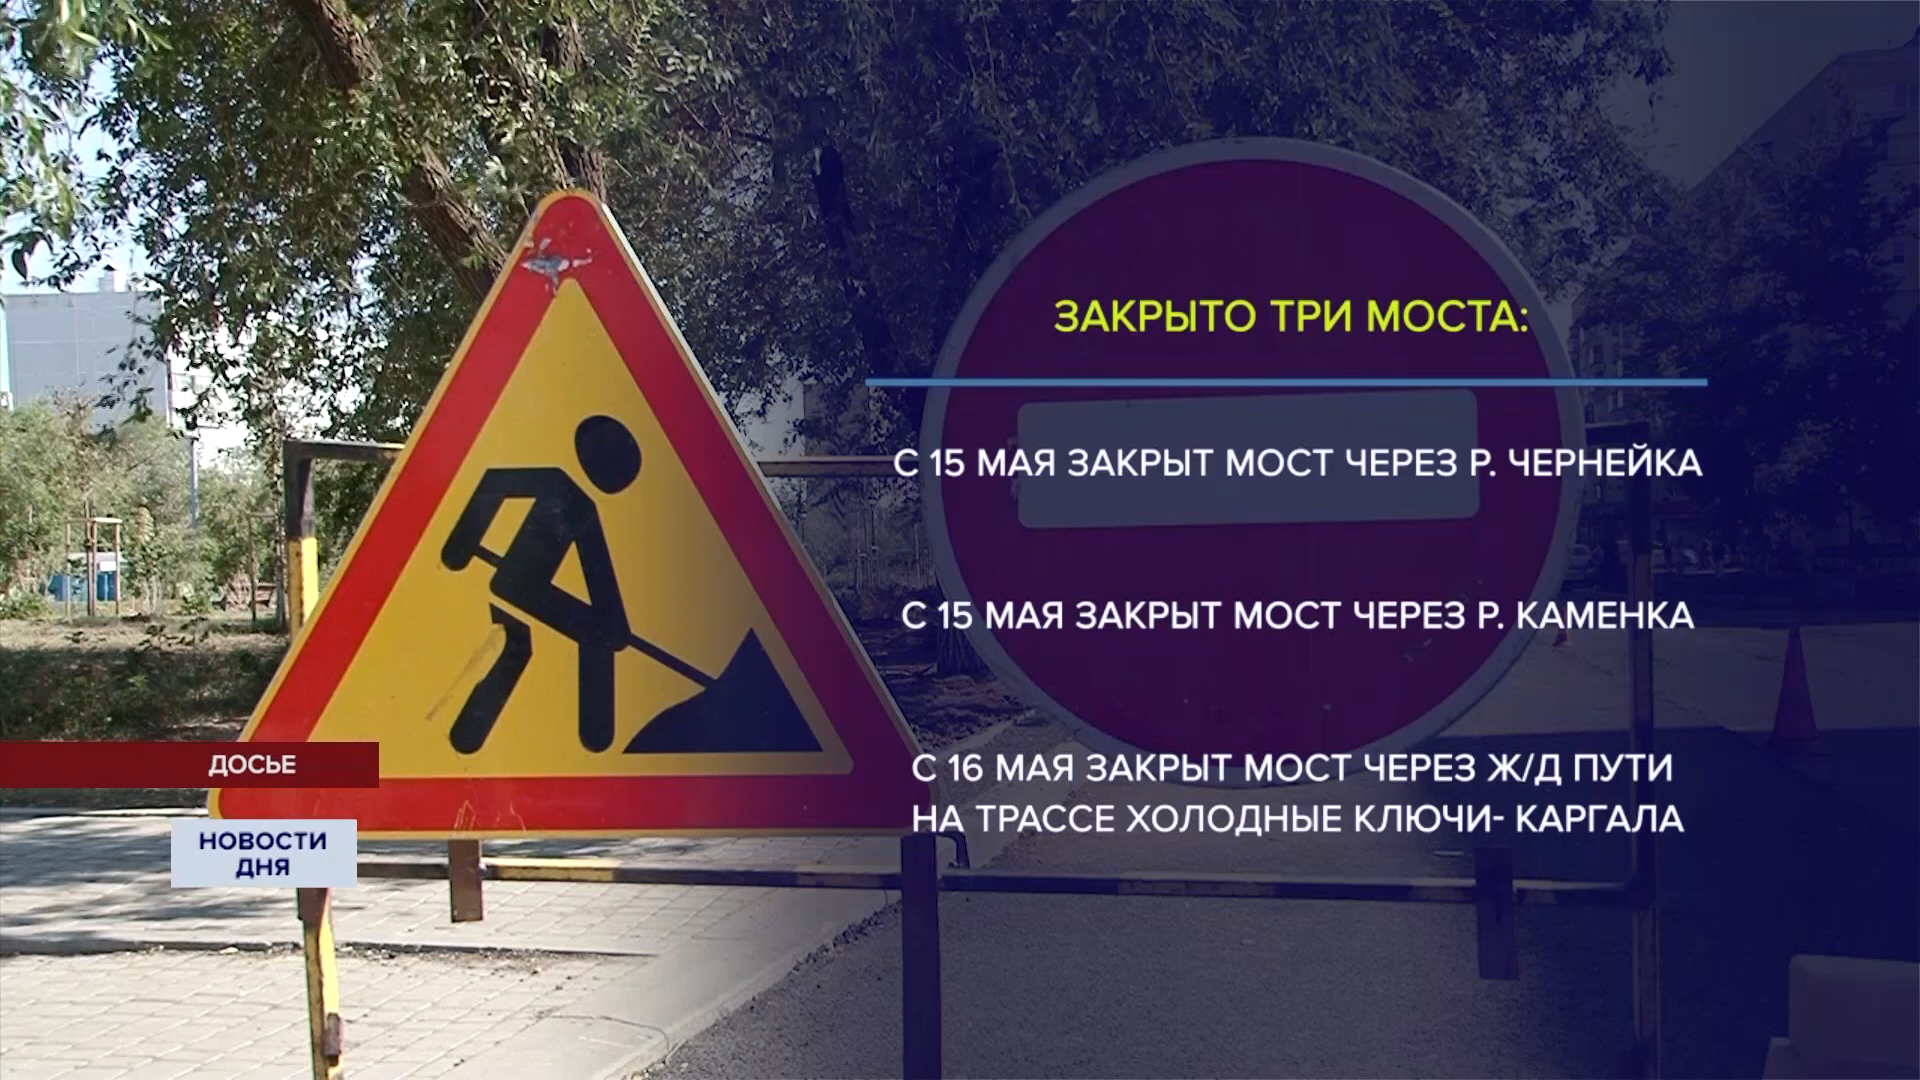 ЗАКРЫТО ТРИ МОСТА:
С 15 МАЯ ЗАКРЫТ МОСТ ЧЕРЕЗ Р. ЧЕРНЕЙКА
С 15 МАЯ ЗАКРЫТ МОСТ ЧЕРЕЗ Р. КАМЕНКА
С 16 МАЯ ЗАКРЫТ МОСТ ЧЕРЕЗ Ж/Д ПУТИ
НА ТРАССЕ ХОЛОДНЫЕ КЛЮЧИ- КАРГАЛА
ДОСЬЕ
НОВОСТИ
ДНЯ